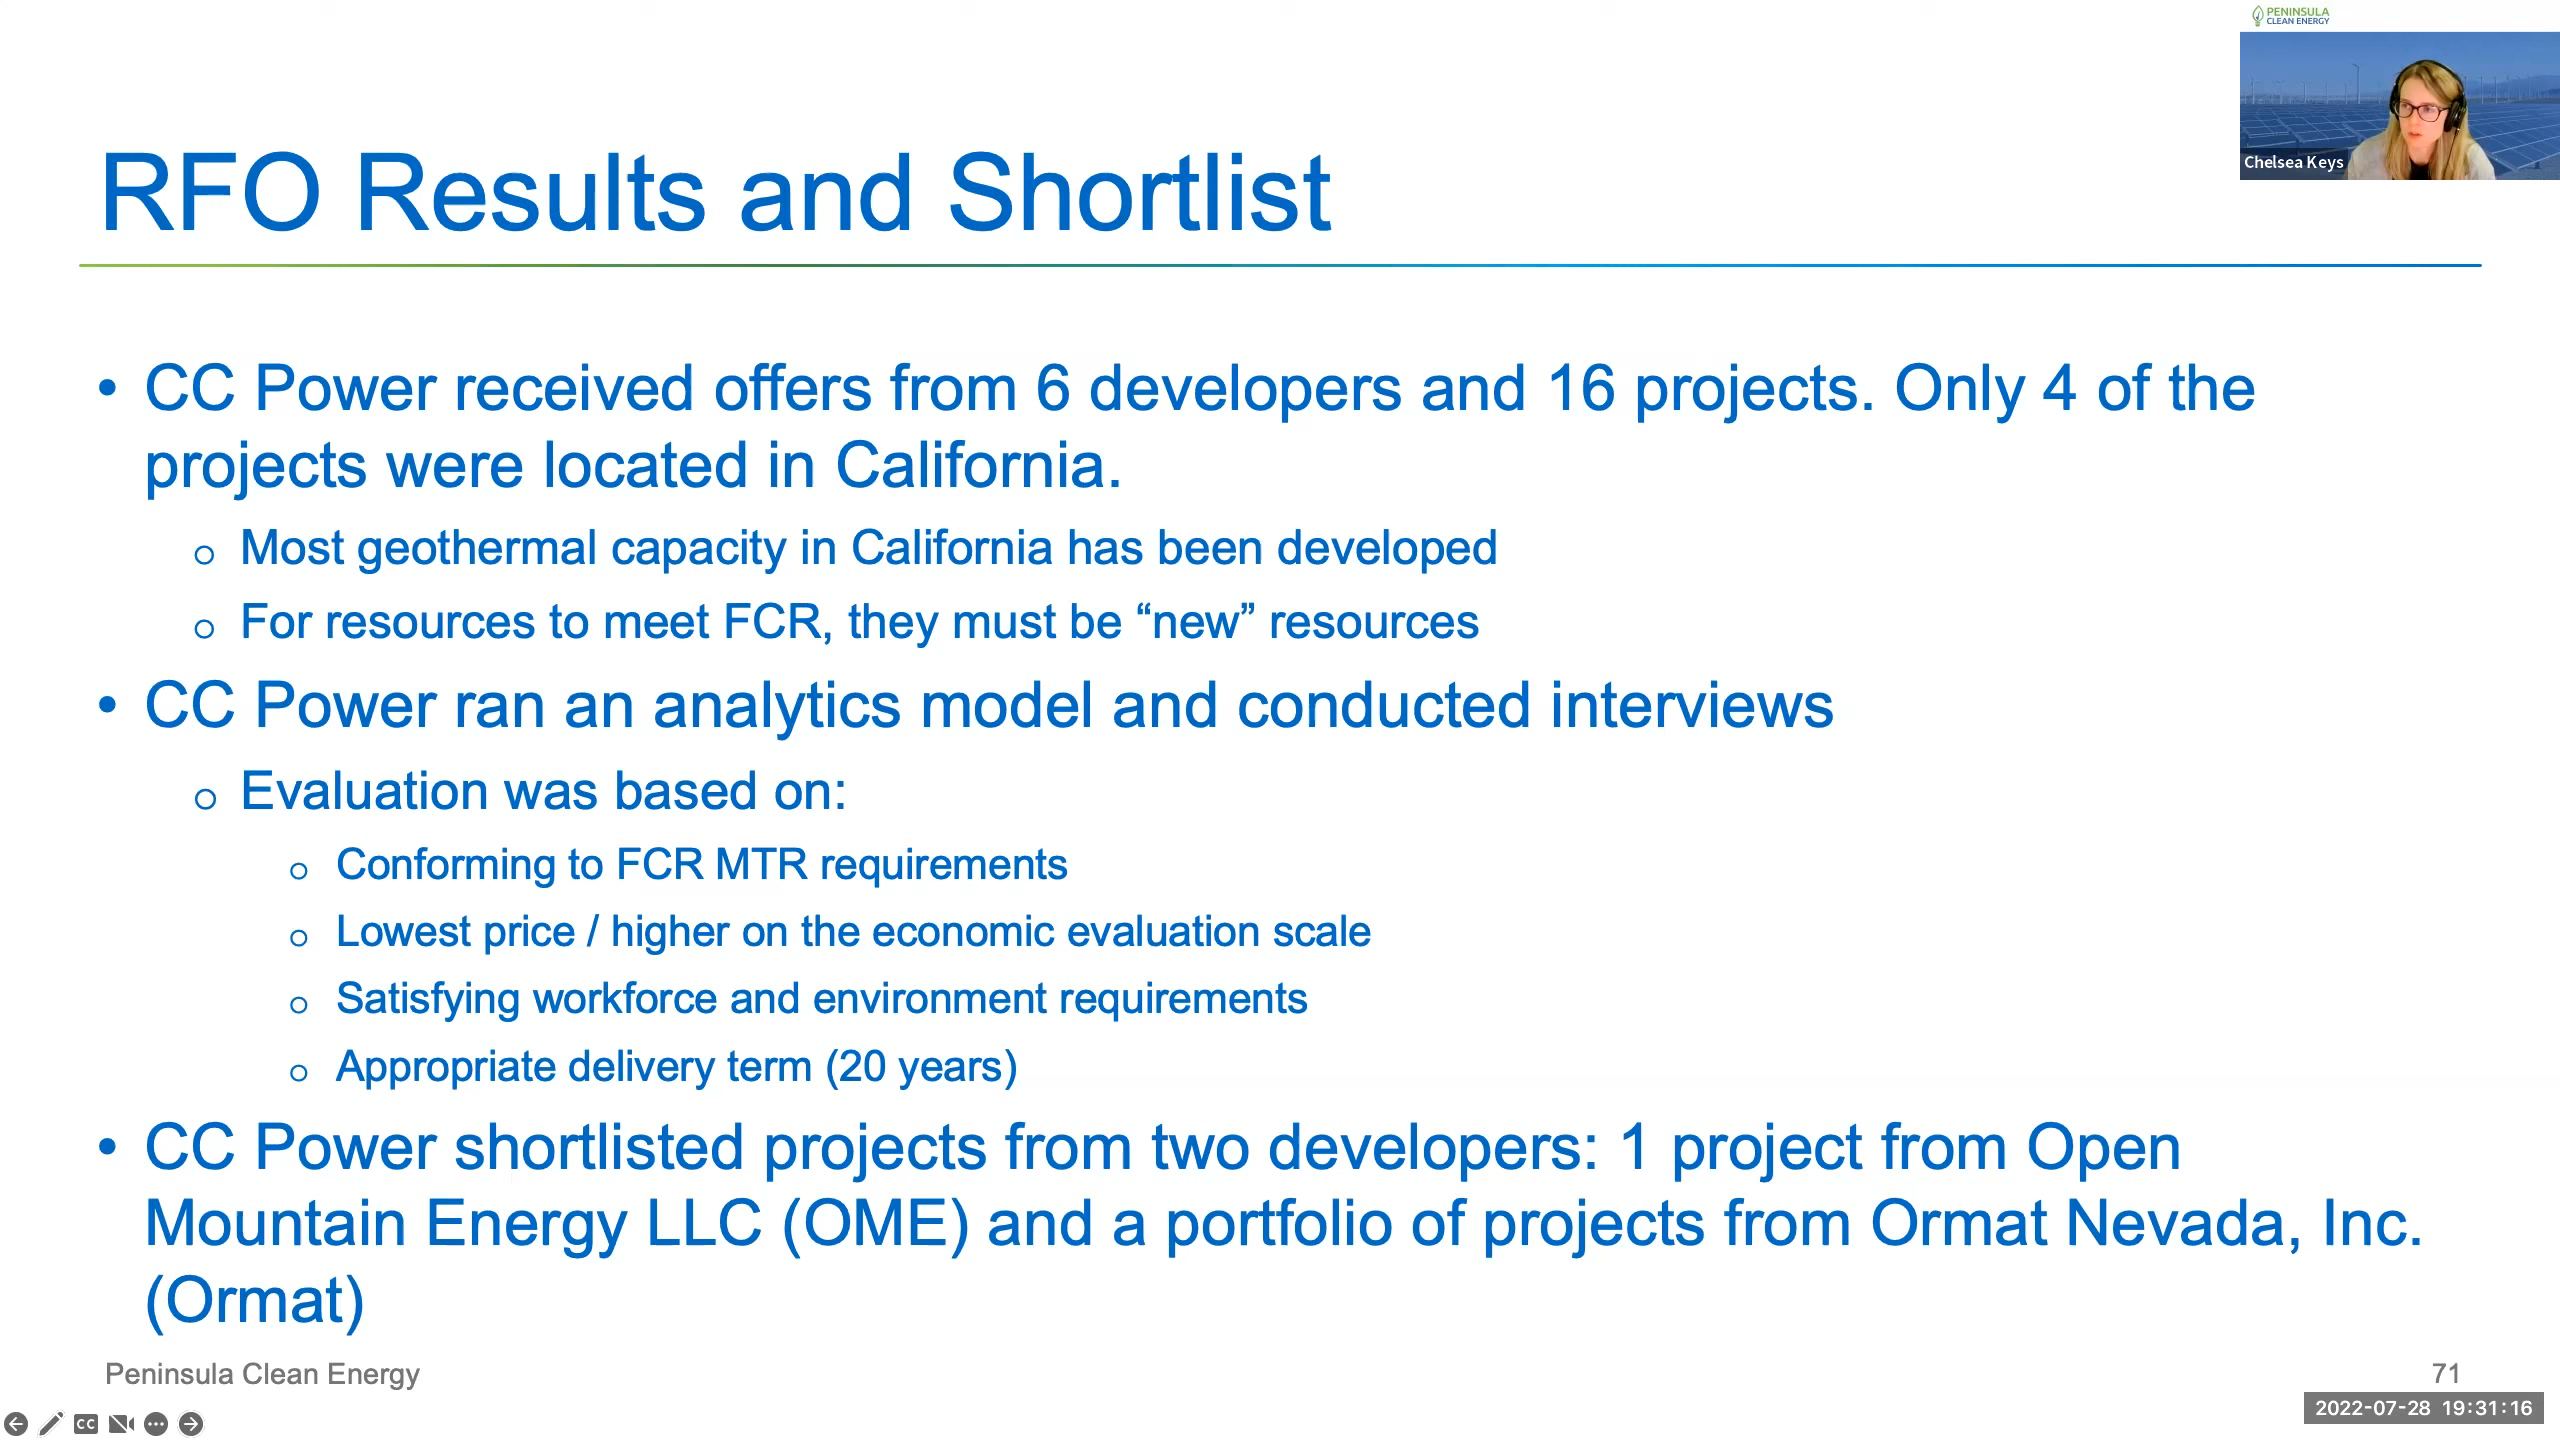 PENINSULA
CLEAN ENERGY
Chelsea Keys
RFO Results and Shortlist
• CC Power received offers from 6 developers and 16 projects. Only 4 of the
projects were located in California.
o Most geothermal capacity in California has been developed
o For resources to meet FCR, they must be “new” resources
• CC Power ran an analytics model and conducted interviews
o Evaluation was based on:
o Conforming to FCR MTR requirements
o Lowest price / higher on the economic evaluation scale
o Satisfying workforce and environment requirements
o Appropriate delivery term (20 years)
• CC Power shortlisted projects from two developers: 1 project from Open
Mountain Energy LLC (OME) and a portfolio of projects from Ormat Nevada, Inc.
(Ormat)
Peninsula Clean Energy
71
CC
2022-07-28 19:31:16